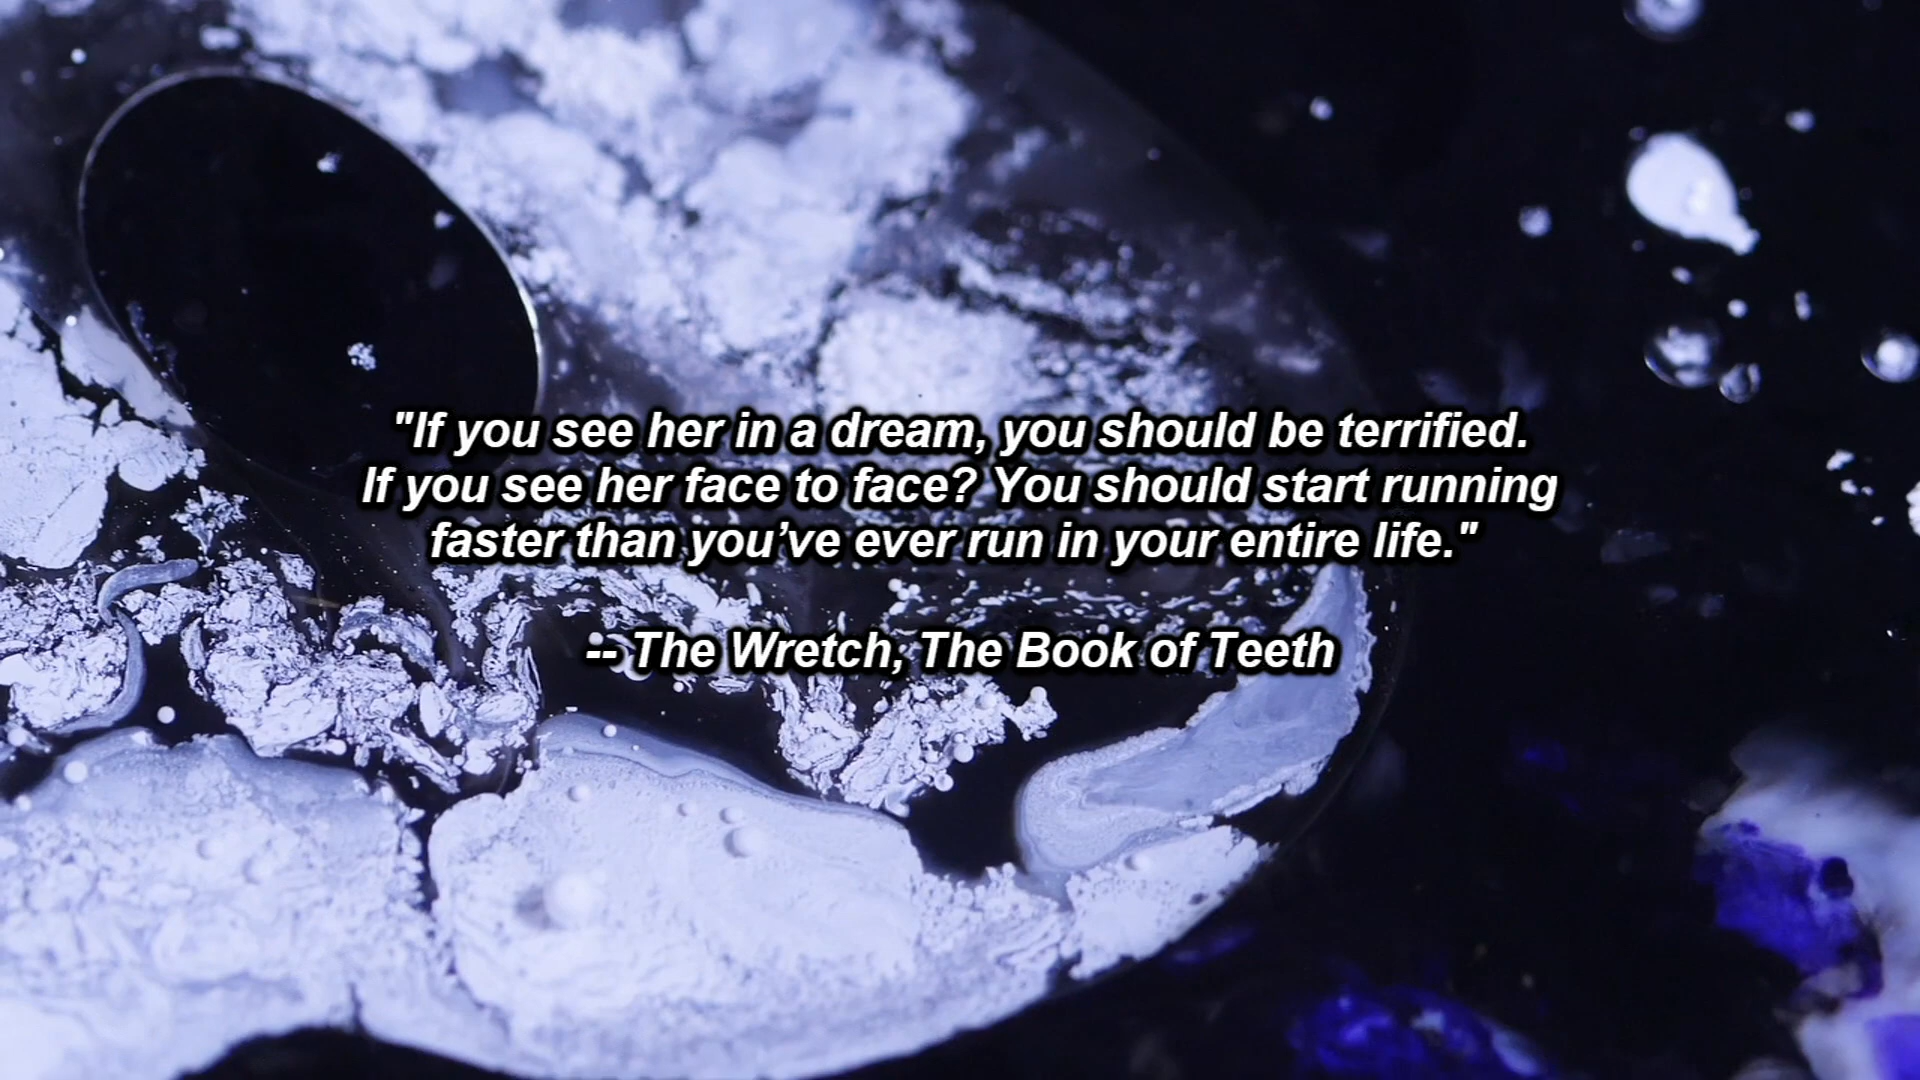 "If you see her in a dream, you should be terrified.
If you see her face to face? You should start running
faster than you’ve ever run in your entire life."
-- The Wretch, The Book of Teeth